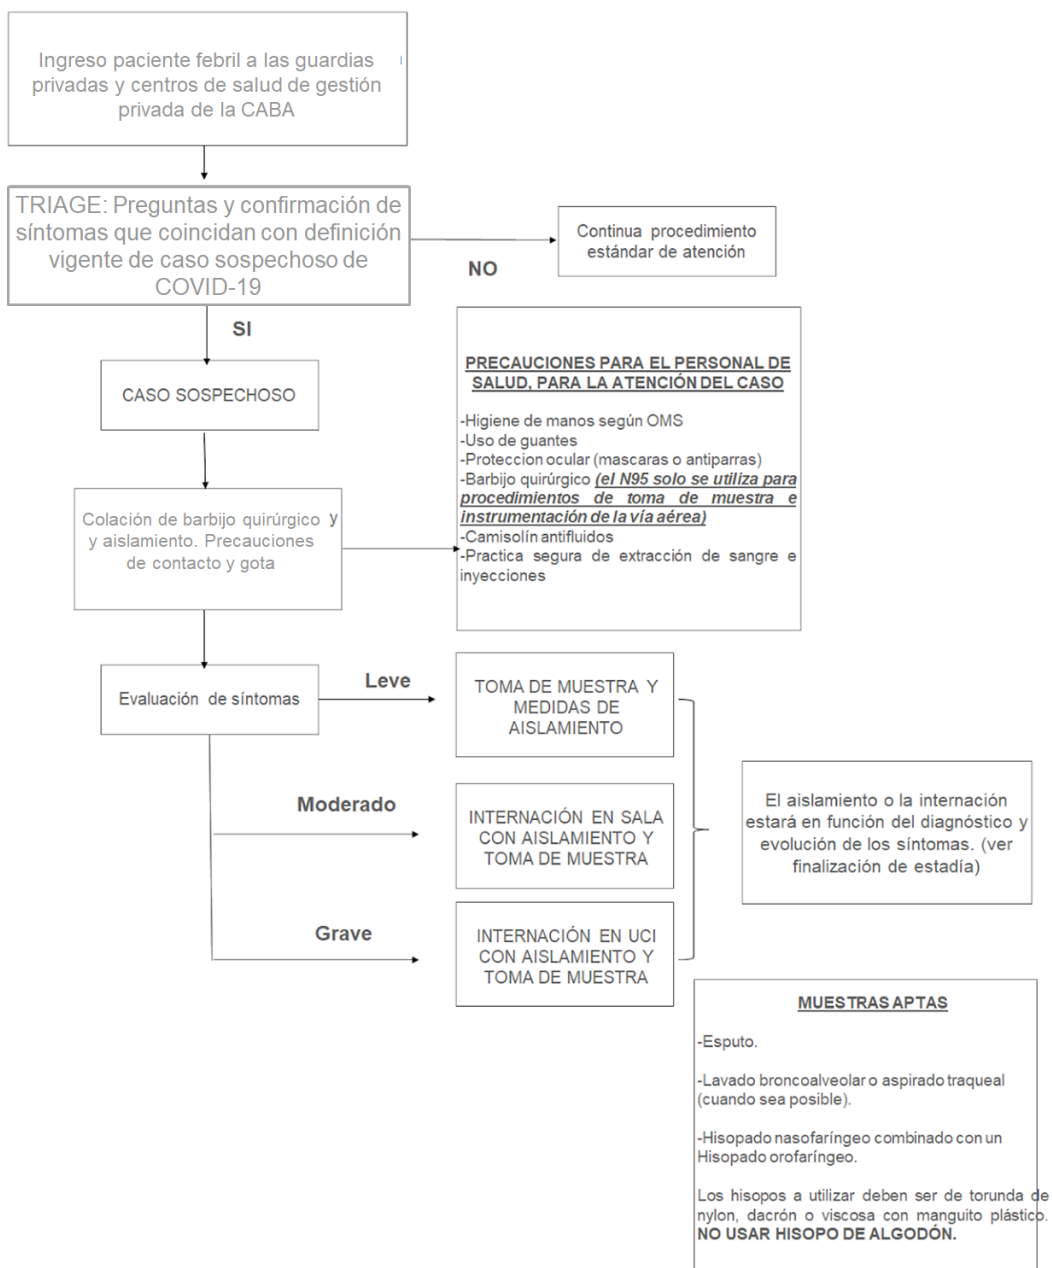 Ingreso paciente febril a las guardias
privadas y centros de salud de gestión
privada de la CABA
TRIAGE: Preguntas y confirmación de
síntomas que coincidan con definición
vigente de caso sospechoso de
COVID-19
NO
Continua procedimiento
estándar de atención
SI
CASO SOSPECHOSO
PRECAUCIONES PARA EL PERSONAL DE
SALUD, PARA LA ATENCIÓN DEL CASO
-Higiene de manos según OMS
-Uso de guantes
-Proteccion ocular (mascaras o antiparras)
-Barbijo quirúrgico (el N95 solo se utiliza para
procedimientos de toma de muestra e
instrumentación de la vía aérea)
-Camisolín antifluidos
-Practica segura de extracción de sangre e
inyecciones
Colación de barbijo quirúrgico y
y aislamiento. Precauciones
de contacto y gota
Evaluación de síntomas
Leve
TOMA DE MUESTRA Y
MEDIDAS DE
AISLAMIENTO
Moderado
INTERNACIÓN EN SALA
CON AISLAMIENTO Y
TOMA DE MUESTRA
Grave
INTERNACIÓN EN UCI
CON AISLAMIENTO Y
TOMA DE MUESTRA
El aislamiento o la internación
estará en función del diagnóstico y
evolución de los síntomas. (ver
finalización de estadía)
MUESTRAS APTAS
-Esputo.
-Lavado broncoalveolar o aspirado traqueal
(cuando sea posible).
-Hisopado nasofaríngeo combinado con un
Hisopado orofaríngeo.
Los hisopos a utilizar deben ser de torunda de
nylon, dacrón o viscosa con manguito plástico.
NO USAR HISOPO DE ALGODÓN.